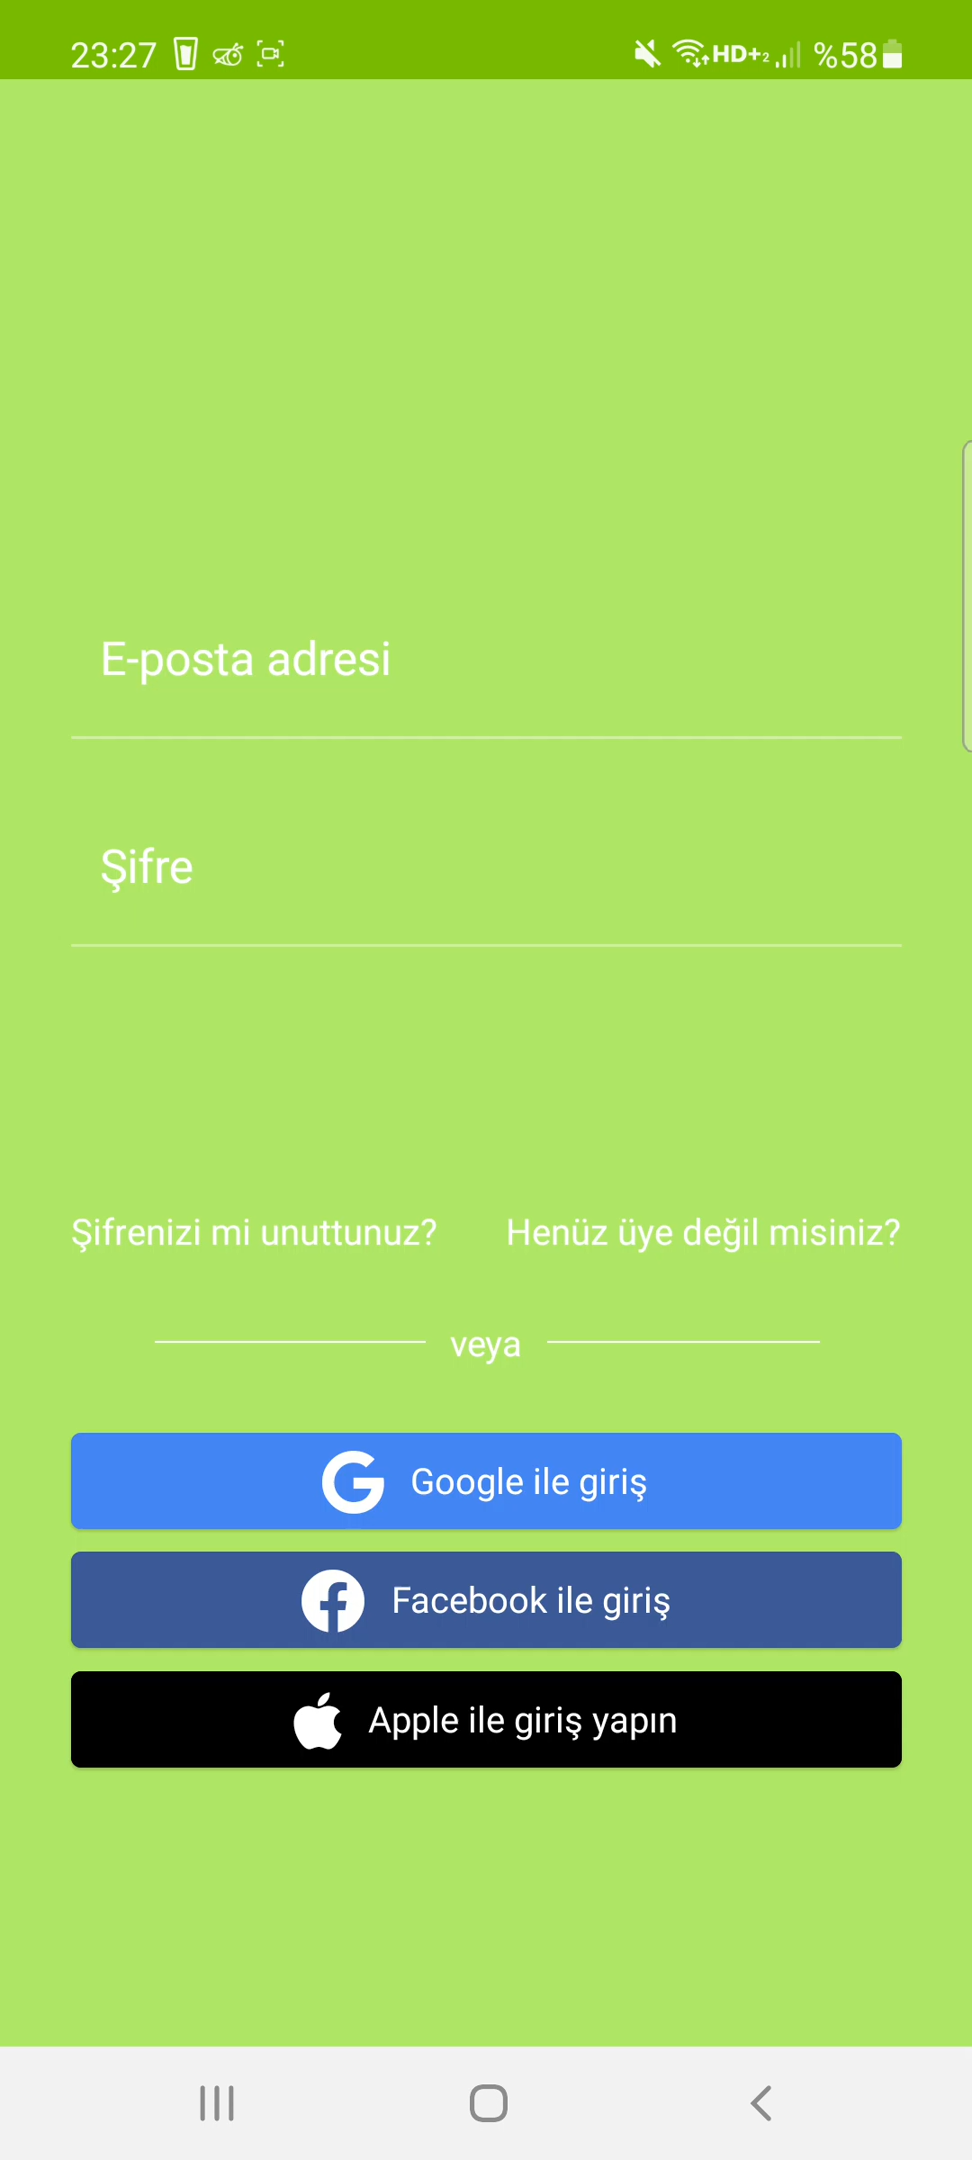 23:27 HD+2 %58
E-posta adresi
Şifre
Şifrenizi mi unuttunuz? Henüz üye değil misiniz?
veya
Google ile giriş
Facebook ile giriş
Apple ile giriş yapın